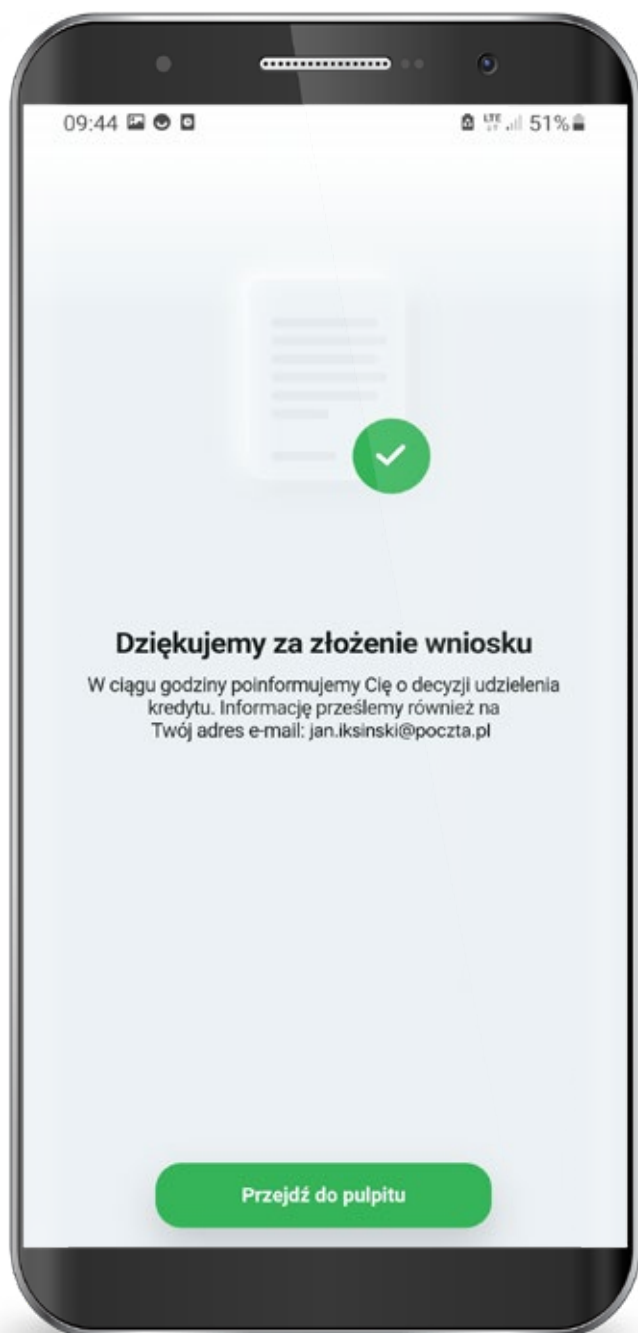 09:44
LTE 51%
Dziękujemy za złożenie wniosku
W ciągu godziny poinformujemy Cię o decyzji udzielenia
kredytu. Informację prześlemy również na
Twój adres e-mail: jan.iksinski@poczta.pl
Przejdź do pulpitu